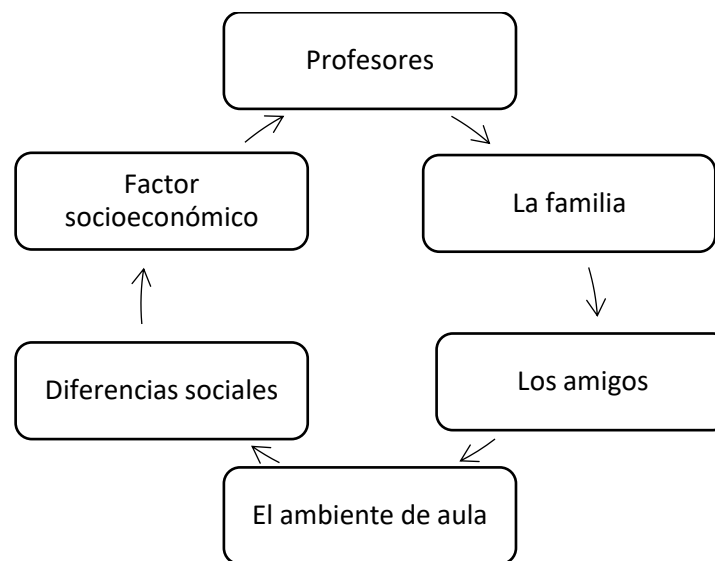 Profesores
La familia
Los amigos
El ambiente de aula
Diferencias sociales
Factor
socioeconómico